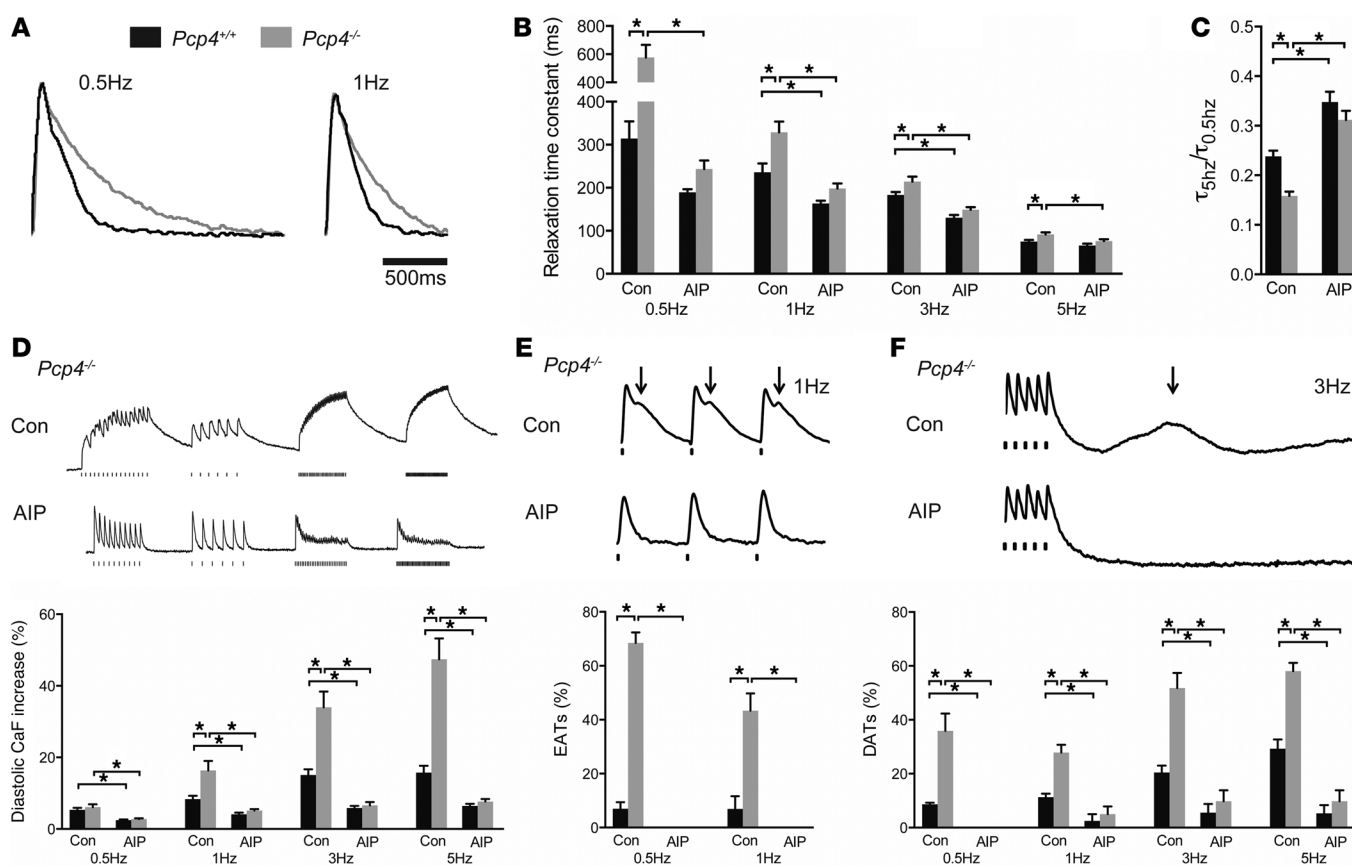 A
Pcp4+/+ Pcp4-/-
0.5Hz 1Hz
500ms
B
Relaxation time constant (ms)
800
600
400
400
300
200
100
0
* *
* * *
* * *
* *
Con AIP Con AIP Con AIP Con AIP
0.5Hz 1Hz 3Hz 5Hz
C
τ5hz/τ0.5hz
0.5
0.4
0.3
0.2
0.1
0.0
* * *
Con AIP
D
Pcp4-/-
Con
AIP
Diastolic CaF increase (%)
60
40
20
0
* *
* * *
* * *
* * *
Con AIP Con AIP Con AIP Con AIP
0.5Hz 1Hz 3Hz 5Hz
E
Pcp4-/-
1Hz
Con
AIP
EATs (%)
80
60
40
20
0
* *
* *
Con AIP Con AIP
0.5Hz 1Hz
F
Pcp4-/-
3Hz
Con
AIP
DATs (%)
80
60
40
20
0
* * *
* * *
* * *
* * *
Con AIP Con AIP Con AIP Con AIP
0.5Hz 1Hz 3Hz 5Hz